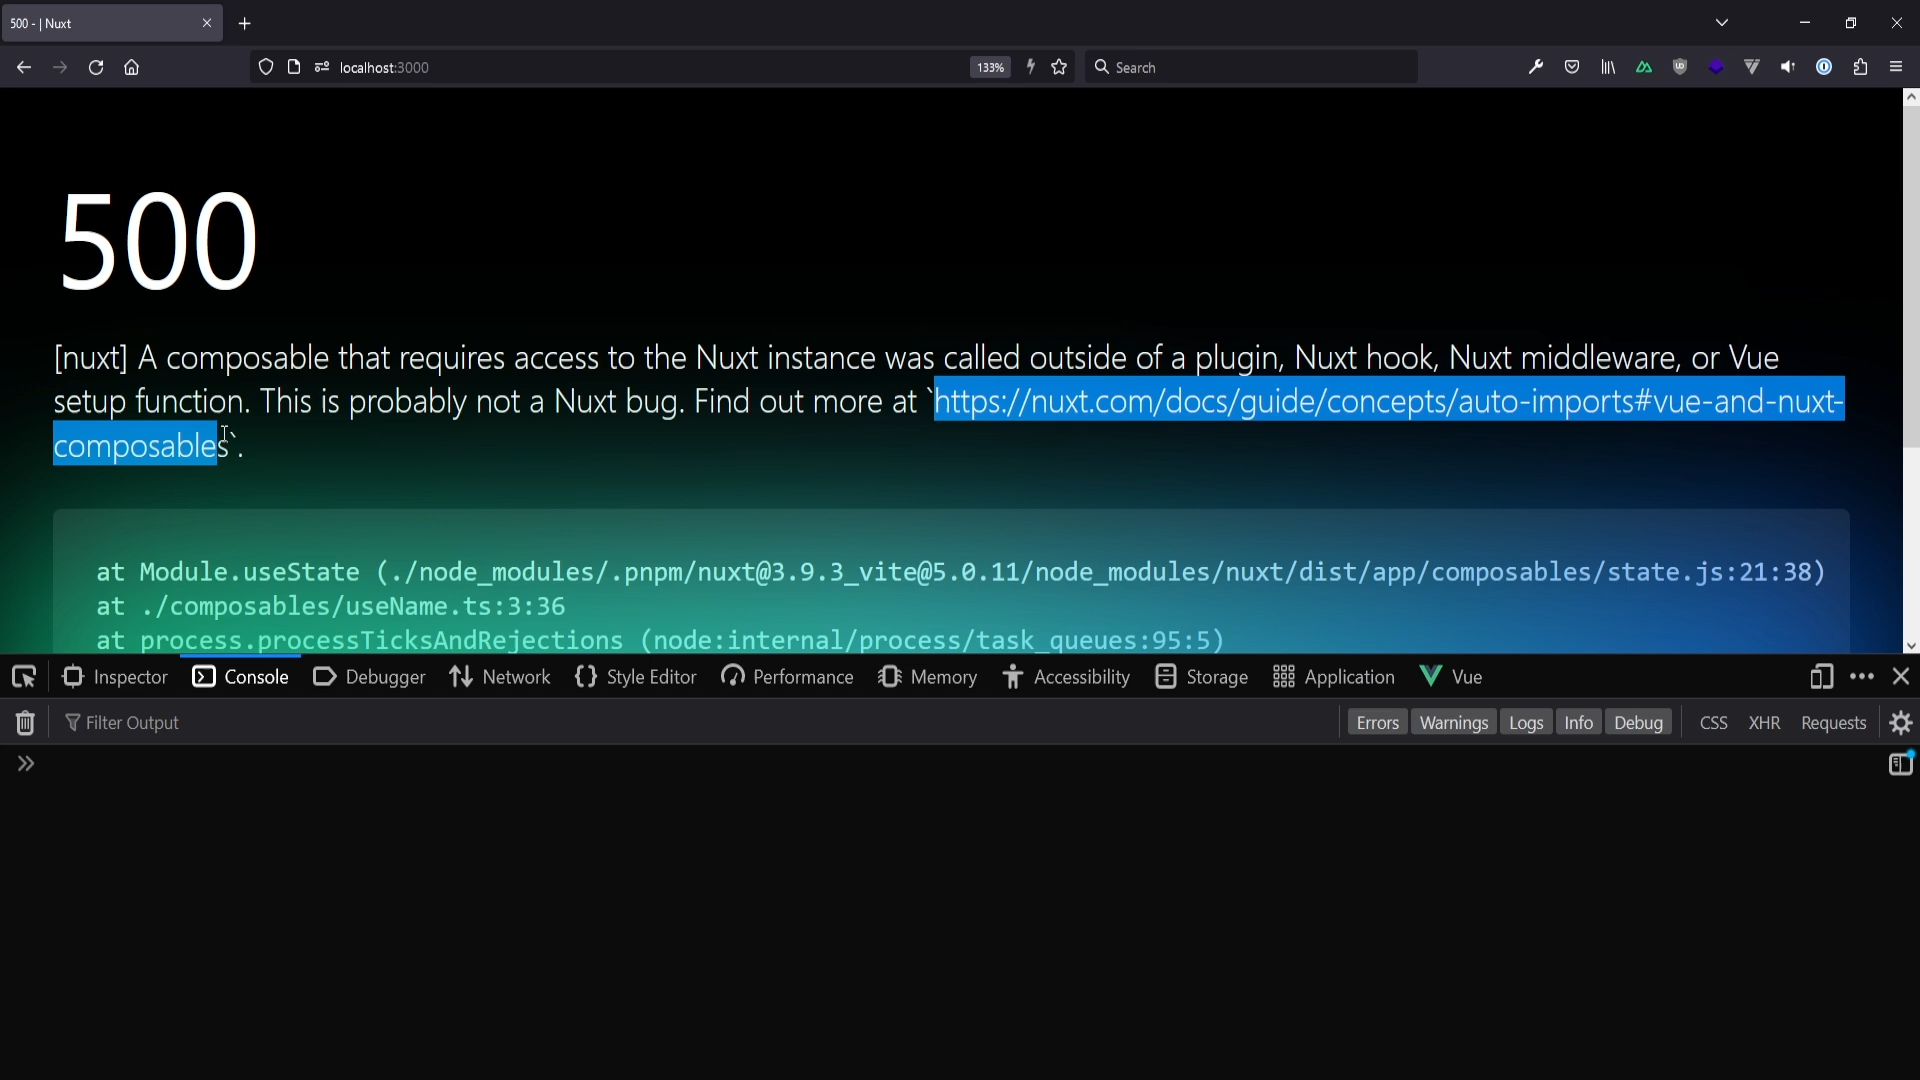 500 - | Nuxt
localhost:3000
133%
Search
500
[nuxt] A composable that requires access to the Nuxt instance was called outside of a plugin, Nuxt hook, Nuxt middleware, or Vue
setup function. This is probably not a Nuxt bug. Find out more at `https://nuxt.com/docs/guide/concepts/auto-imports#vue-and-nuxt-
composables`.
at Module.useState (./node_modules/.pnpm/nuxt@3.9.3_vite@5.0.11/node_modules/nuxt/dist/app/composables/state.js:21:38)
at ./composables/useName.ts:3:36
at process.processTicksAndRejections (node:internal/process/task_queues:95:5)
Inspector Console Debugger Network Style Editor Performance Memory Accessibility Storage Application Vue
Filter Output Errors Warnings Logs Info Debug CSS XHR Requests